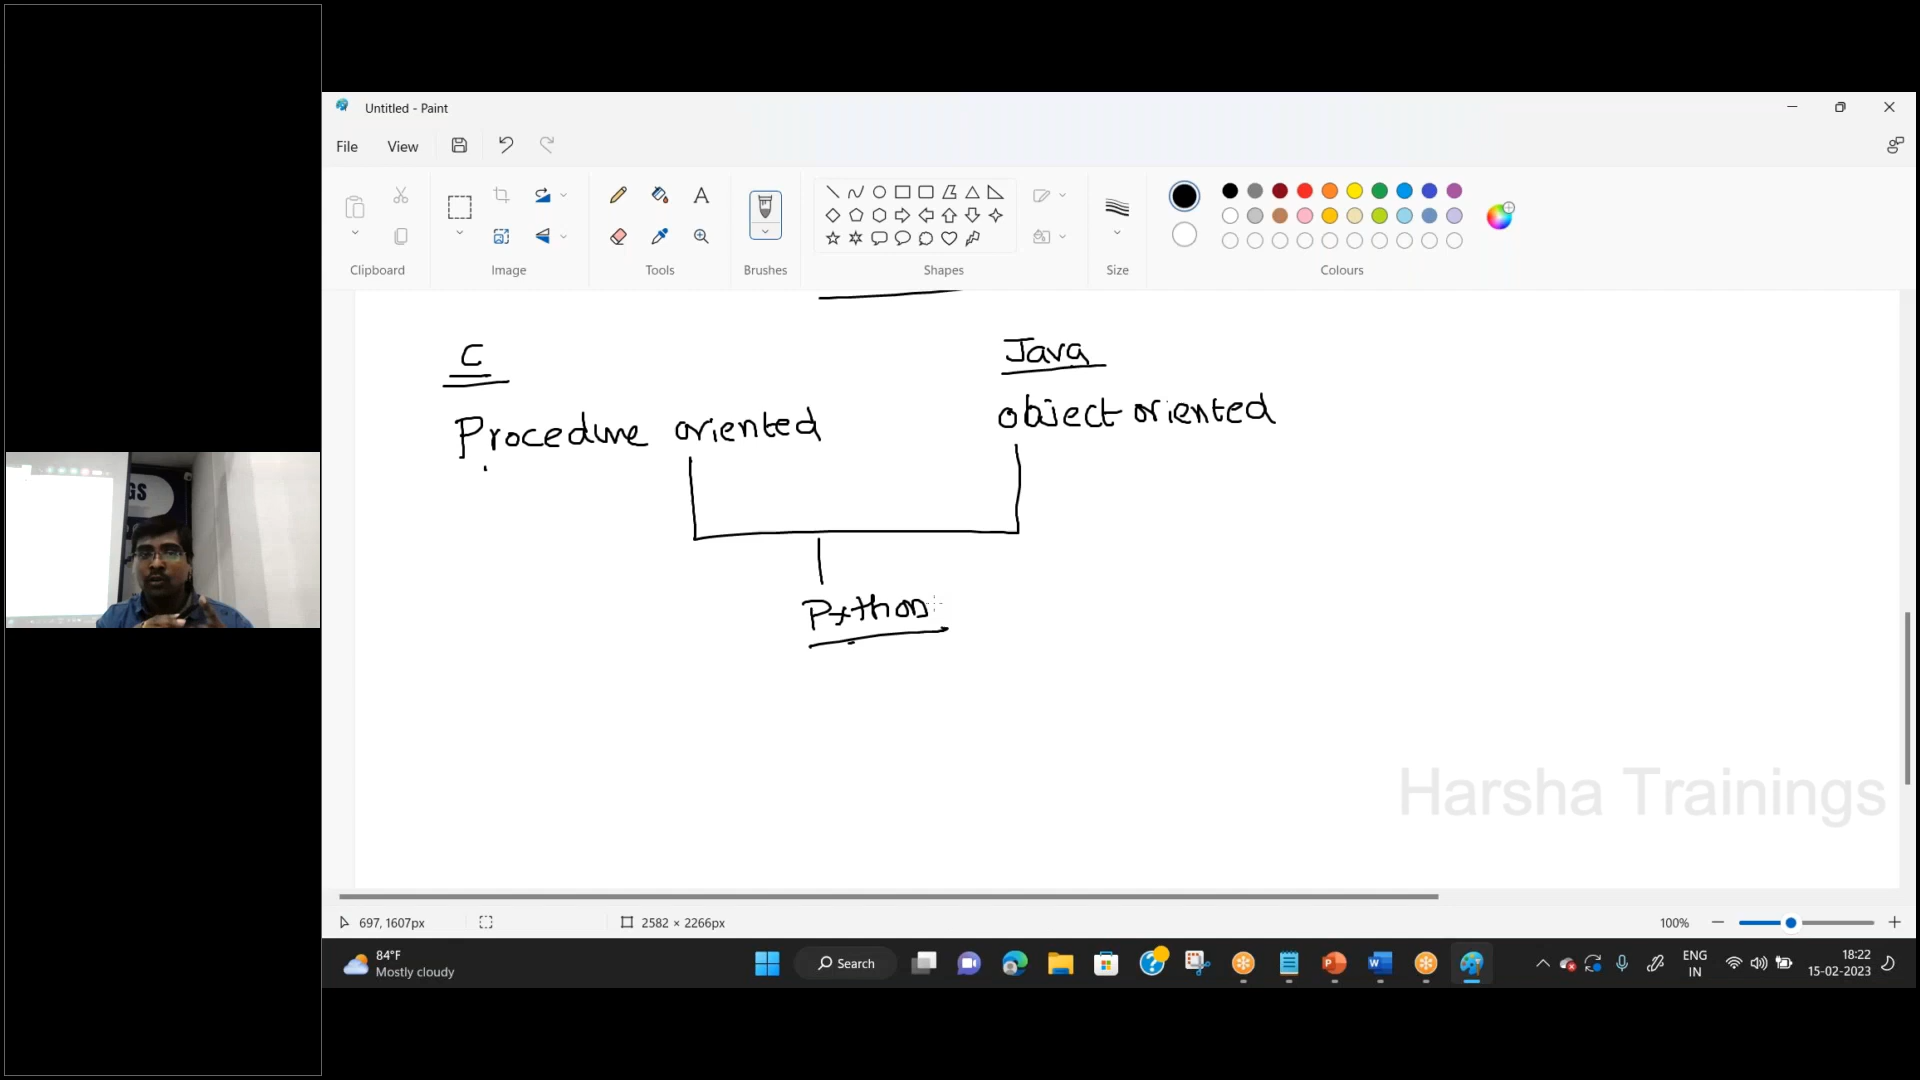 Untitled - Paint
File View
Clipboard Image Tools Brushes Shapes Size Colours
C
Java
Procedure oriented
object oriented
GS
Python
Harsha Trainings
697, 1607px
2582 × 2266px
100%
84°F
Mostly cloudy
Search
ENG
IN
18:22
15-02-2023